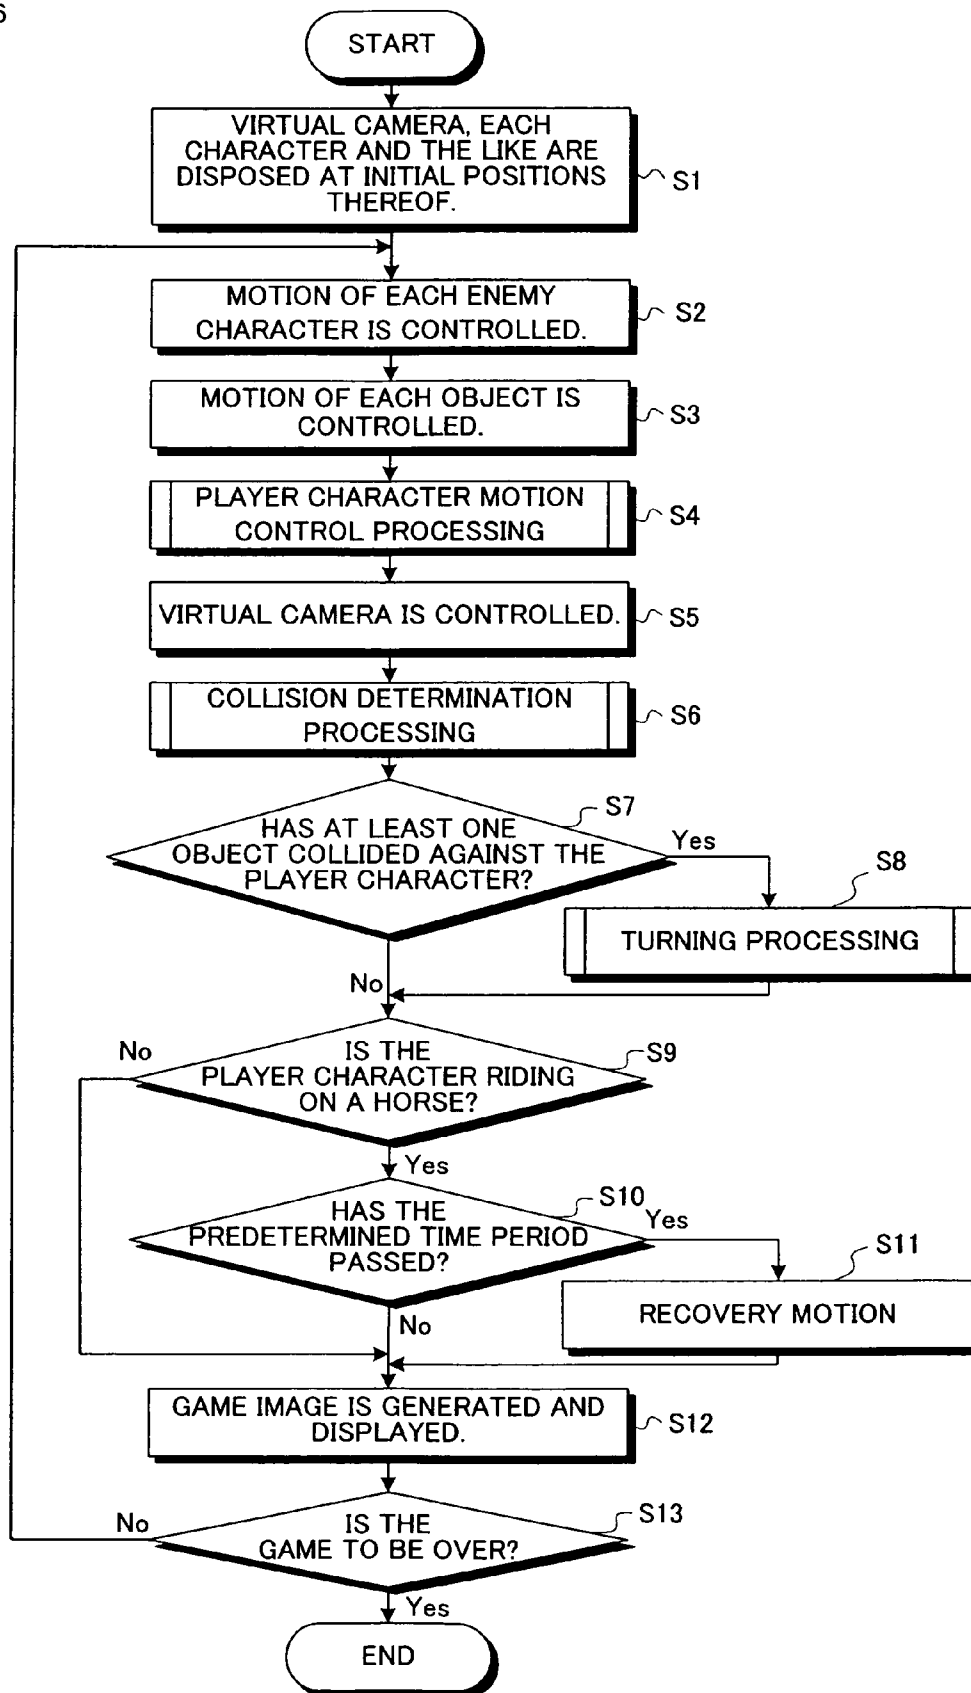 6
START
VIRTUAL CAMERA, EACH
CHARACTER AND THE LIKE ARE
DISPOSED AT INITIAL POSITIONS
THEREOF.
S1
MOTION OF EACH ENEMY
CHARACTER IS CONTROLLED.
S2
MOTION OF EACH OBJECT IS
CONTROLLED.
S3
PLAYER CHARACTER MOTION
CONTROL PROCESSING
S4
VIRTUAL CAMERA IS CONTROLLED.
S5
COLLISION DETERMINATION
PROCESSING
S6
HAS AT LEAST ONE
OBJECT COLLIDED AGAINST THE
PLAYER CHARACTER?
S7
Yes
S8
TURNING PROCESSING
No
IS THE
PLAYER CHARACTER RIDING
ON A HORSE?
S9
No
Yes
HAS THE
PREDETERMINED TIME PERIOD
PASSED?
S10
Yes
S11
RECOVERY MOTION
No
GAME IMAGE IS GENERATED AND
DISPLAYED.
S12
IS THE
GAME TO BE OVER?
S13
No
Yes
END